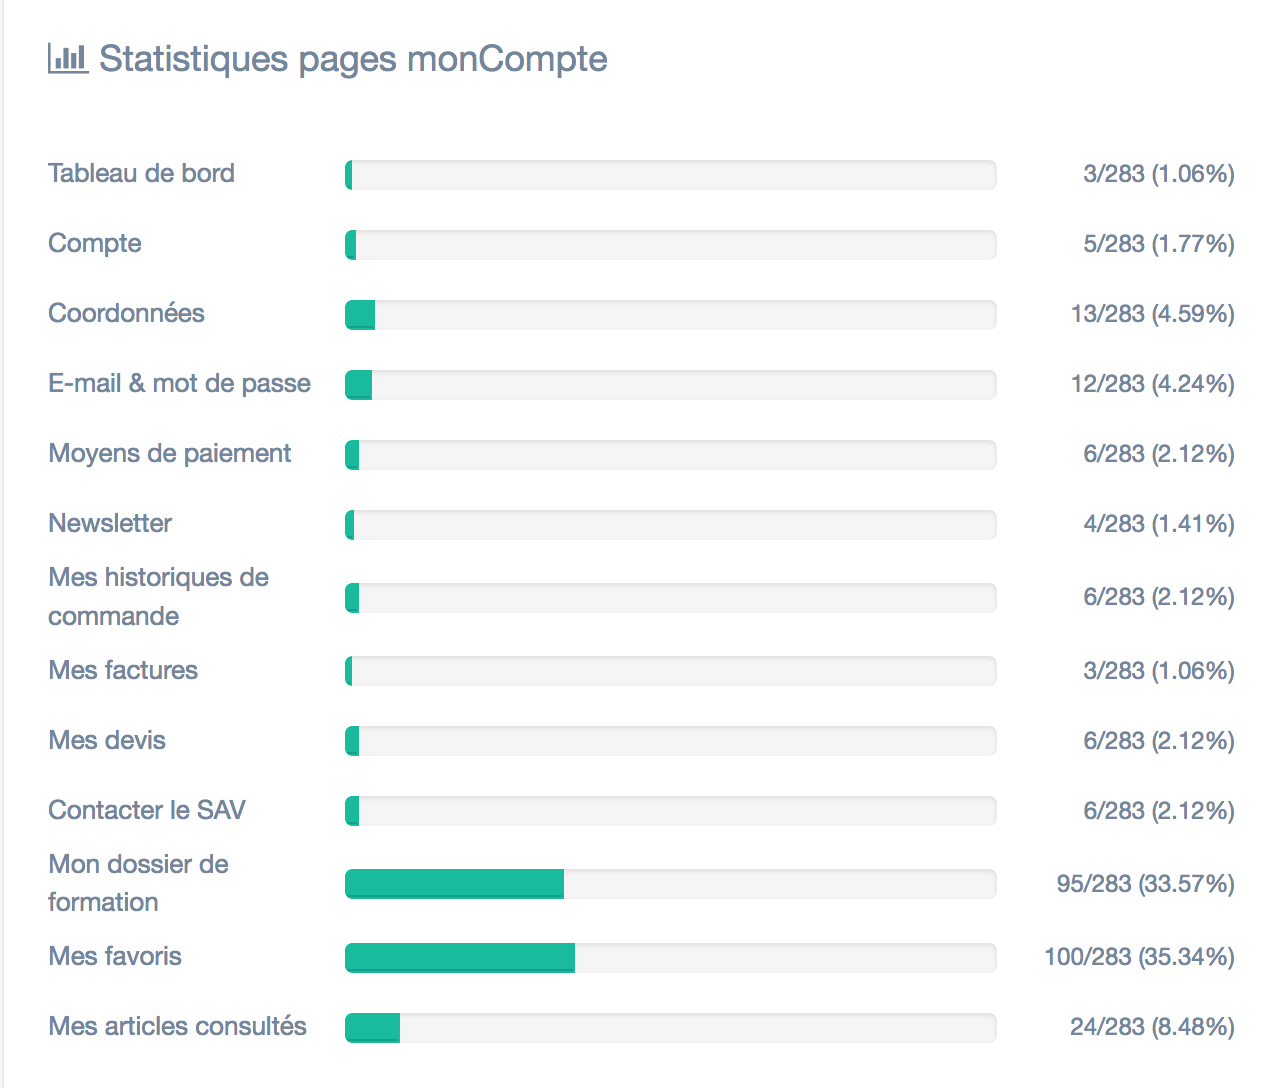 Statistiques pages monCompte
Tableau de bord 3/283 (1.06%)
Compte 5/283 (1.77%)
Coordonnées 13/283 (4.59%)
E-mail & mot de passe 12/283 (4.24%)
Moyens de paiement 6/283 (2.12%)
Newsletter 4/283 (1.41%)
Mes historiques de
commande 6/283 (2.12%)
Mes factures 3/283 (1.06%)
Mes devis 6/283 (2.12%)
Contacter le SAV 6/283 (2.12%)
Mon dossier de
formation 95/283 (33.57%)
Mes favoris 100/283 (35.34%)
Mes articles consultés 24/283 (8.48%)